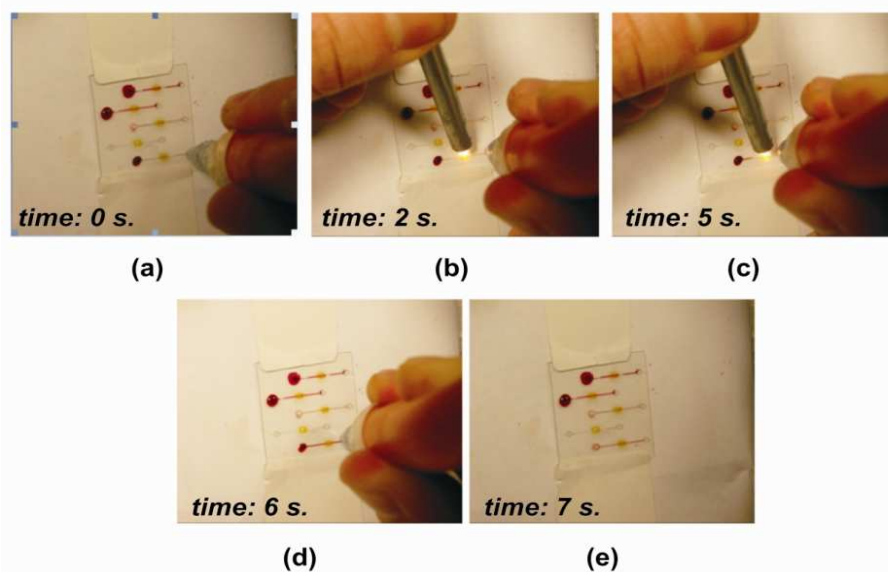 time: 0 s.
time: 2 s.
time: 5 s.
(a)
(b)
(c)
time: 6 s.
time: 7 s.
(d)
(e)